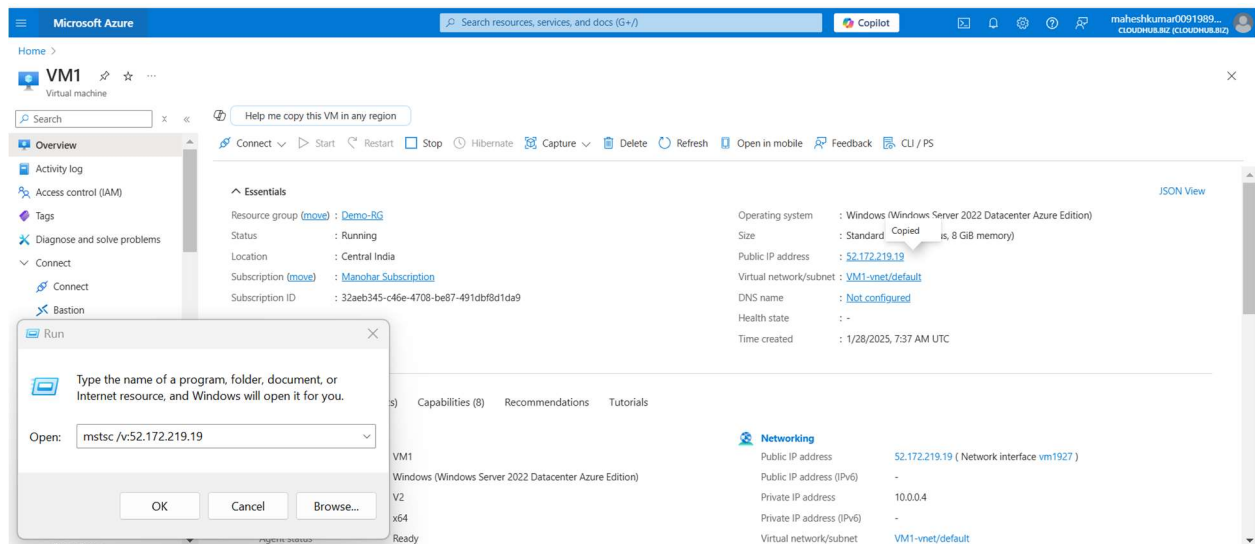 Microsoft Azure
Search resources, services, and docs (G+/)
Copilot
maheshkumar0091989...
CLOUDHUB.BIZ (CLOUDHUB.BIZ)
Home >
VM1
Virtual machine
Search
Help me copy this VM in any region
Overview
Activity log
Access control (IAM)
Tags
Diagnose and solve problems
Connect
Connect
Bastion
Connect Start Restart Stop Hibernate Capture Delete Refresh Open in mobile Feedback CLI / PS
Essentials
JSON View
Resource group (move) : Demo-RG
Status : Running
Location : Central India
Subscription (move) : Manohar Subscription
Subscription ID : 32aeb345-c46e-4708-be87-491dbf8d1da9
Operating system : Windows (Windows Server 2022 Datacenter Azure Edition)
Copied
Size : Standard s, 8 GiB memory)
Public IP address : 52.172.219.19
Virtual network/subnet : VM1-vnet/default
DNS name : Not configured
Health state : -
Time created : 1/28/2025, 7:37 AM UTC
Run
Type the name of a program, folder, document, or
Internet resource, and Windows will open it for you.
Open: mstsc /v:52.172.219.19
OK Cancel Browse...
Capabilities (8) Recommendations Tutorials
VM1
Windows (Windows Server 2022 Datacenter Azure Edition)
V2
x64
Agent status Ready
Networking
Public IP address 52.172.219.19 ( Network interface vm1927 )
Public IP address (IPv6) -
Private IP address 10.0.0.4
Private IP address (IPv6) -
Virtual network/subnet VM1-vnet/default